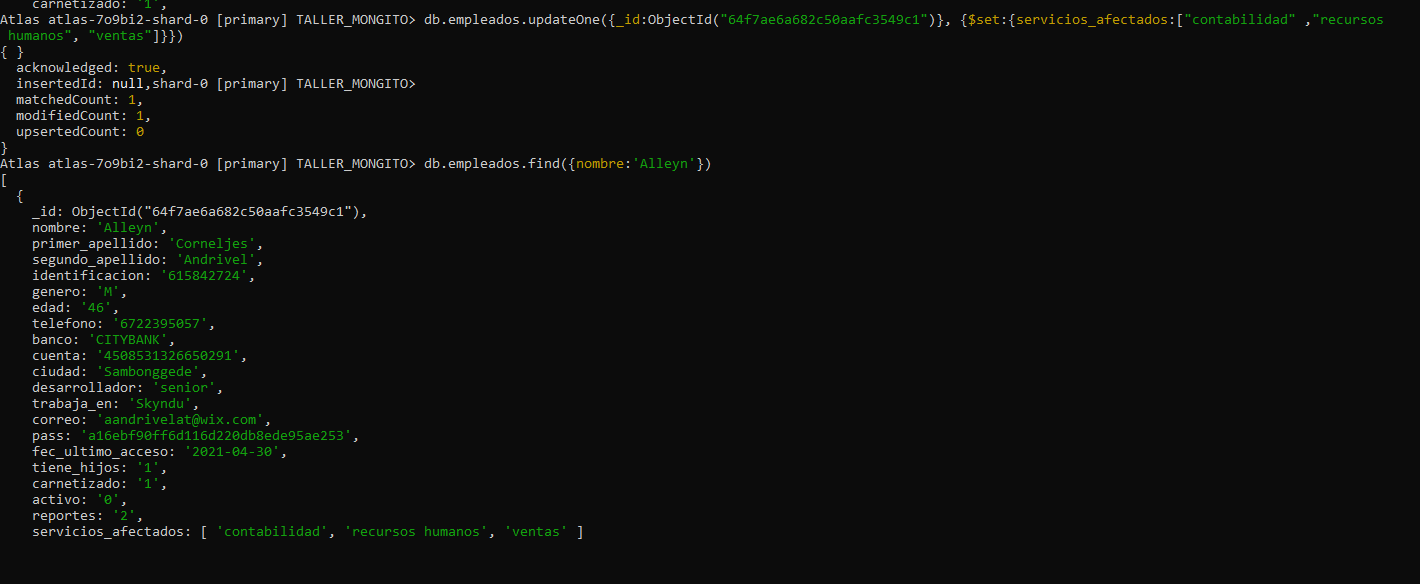 carnetizado: '1',
Atlas atlas-7o9bi2-shard-0 [primary] TALLER_MONGITO> db.empleados.updateOne({_id:ObjectId("64f7ae6a682c50aafc3549c1")}, {$set:{servicios_afectados:["contabilidad" ,"recursos
 humanos", "ventas"]}})
{ }
  acknowledged: true,
  insertedId: null,shard-0 [primary] TALLER_MONGITO>
  matchedCount: 1,
  modifiedCount: 1,
  upsertedCount: 0
}
Atlas atlas-7o9bi2-shard-0 [primary] TALLER_MONGITO> db.empleados.find({nombre:'Alleyn'})
[
  {
    _id: ObjectId("64f7ae6a682c50aafc3549c1"),
    nombre: 'Alleyn',
    primer_apellido: 'Corneljes',
    segundo_apellido: 'Andrivel',
    identificacion: '615842724',
    genero: 'M',
    edad: '46',
    telefono: '6722395057',
    banco: 'CITYBANK',
    cuenta: '4508531326650291',
    ciudad: 'Sambonggede',
    desarrollador: 'senior',
    trabaja_en: 'Skyndu',
    correo: 'aandrivelat@wix.com',
    pass: 'a16ebf90ff6d116d220db8ede95ae253',
    fec_ultimo_acceso: '2021-04-30',
    tiene_hijos: '1',
    carnetizado: '1',
    activo: '0',
    reportes: '2',
    servicios_afectados: [ 'contabilidad', 'recursos humanos', 'ventas' ]